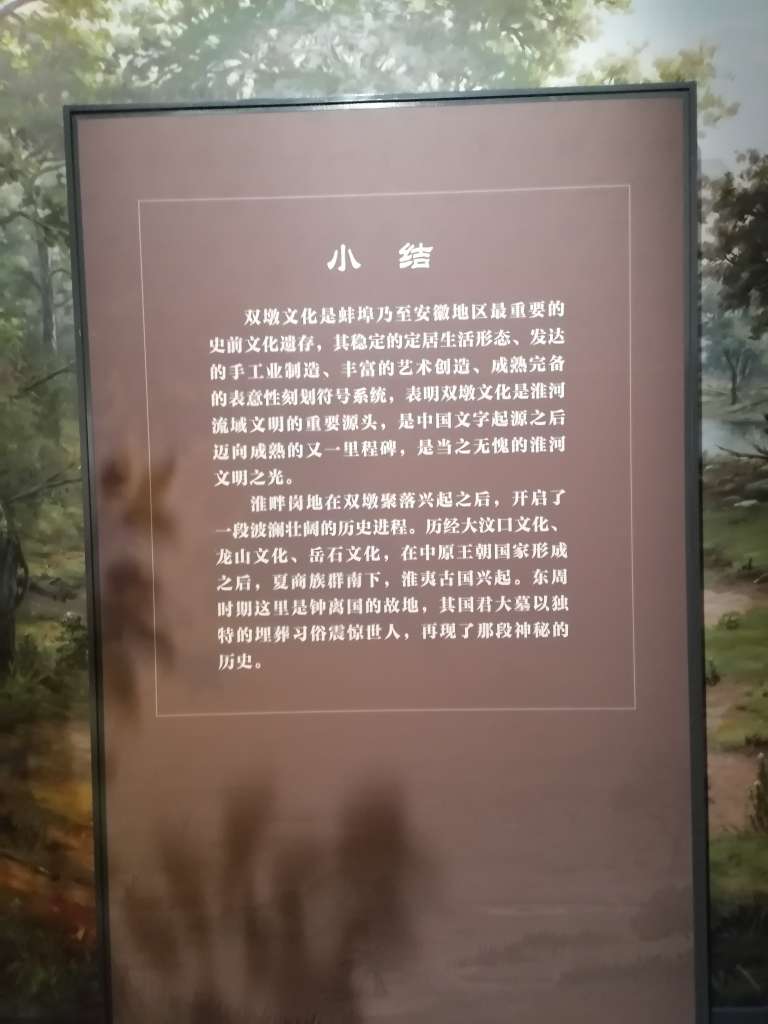 小 结
双墩文化是蚌埠乃至安徽地区最重要的
史前文化遗存，其稳定的定居生活形态、发达
的手工业制造、丰富的艺术创造、成熟完备
的表意性刻划符号系统，表明双墩文化是淮河
流域文明的重要源头，是中国文字起源之后
迈向成熟的又一里程碑，是当之无愧的淮河
文明之光。
淮畔岗地在双墩聚落兴起之后，开启了
一段波澜壮阔的历史进程。历经大汶口文化、
龙山文化、岳石文化，在中原王朝国家形成
之后，夏商族群南下，淮夷古国兴起。东周
时期这里是钟离国的故地，其国君大墓以独
特的埋葬习俗震惊世人，再现了那段神秘的
历史。